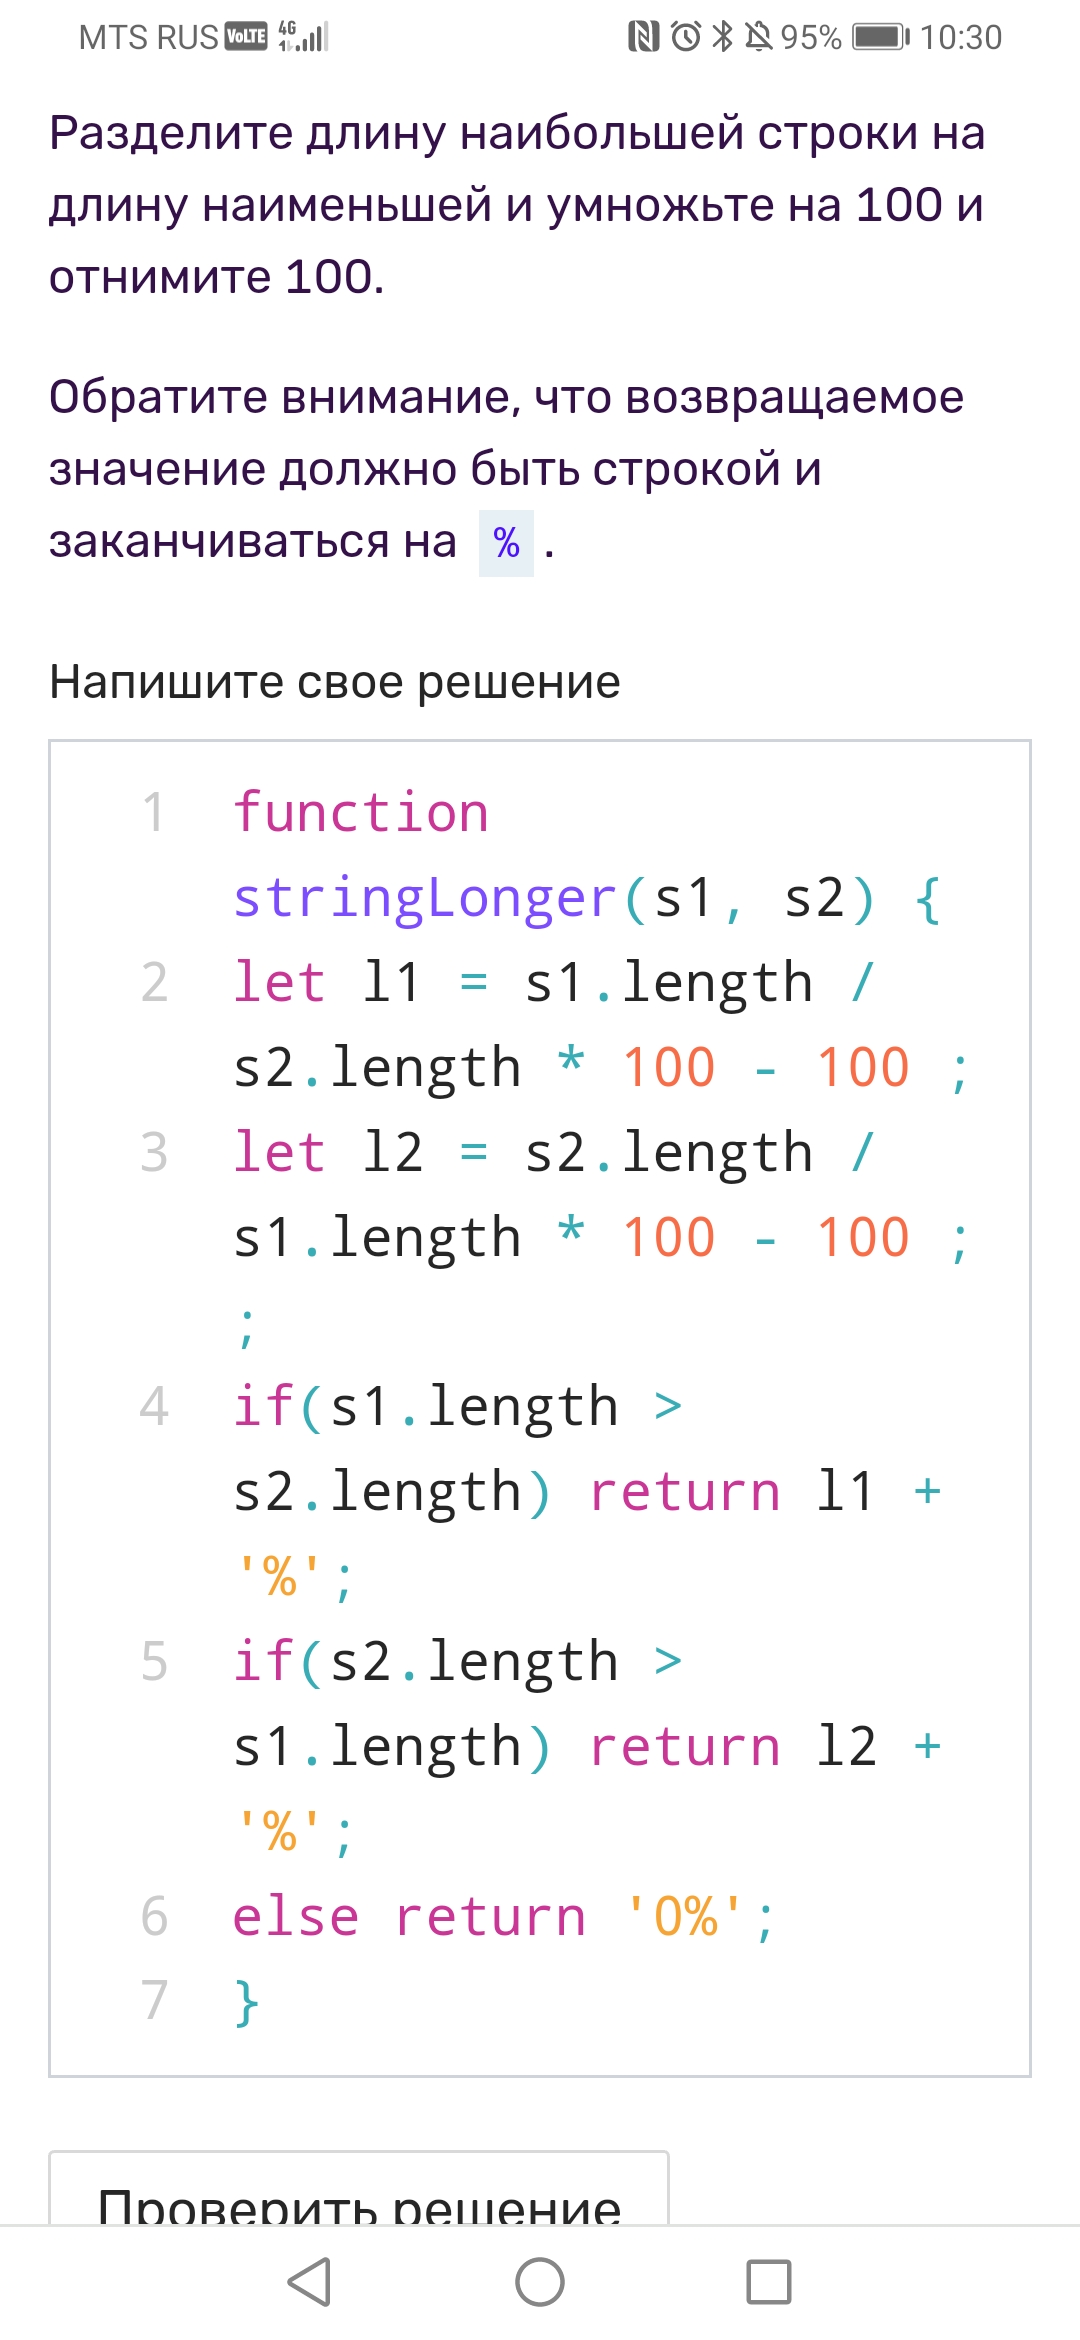 MTS RUS VoLTE 4G 95% 10:30
Разделите длину наибольшей строки на
длину наименьшей и умножьте на 100 и
отнимите 100.
Обратите внимание, что возвращаемое
значение должно быть строкой и
заканчиваться на % .
Напишите свое решение
1 function
stringLonger(s1, s2) {
2 let l1 = s1.length /
s2.length * 100 - 100 ;
3 let l2 = s2.length /
s1.length * 100 - 100 ;
;
4 if(s1.length >
s2.length) return l1 +
'%';
5 if(s2.length >
s1.length) return l2 +
'%';
6 else return '0%';
7 }
Проверить решение